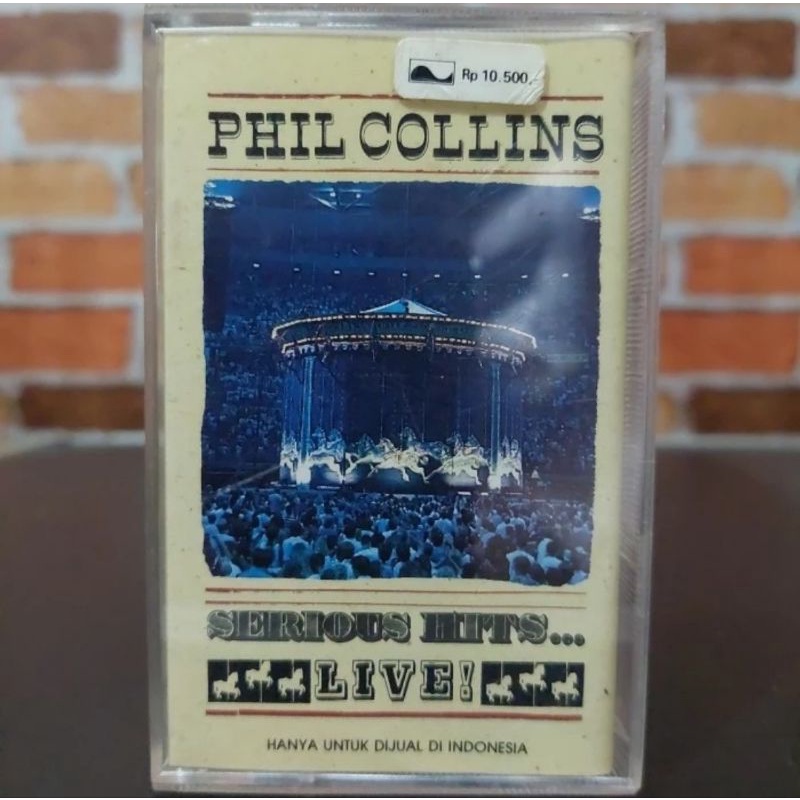 Rp 10.500,-
PHIL COLLINS
SERIOUS HITS...
LIVE!
HANYA UNTUK DIJUAL DI INDONESIA